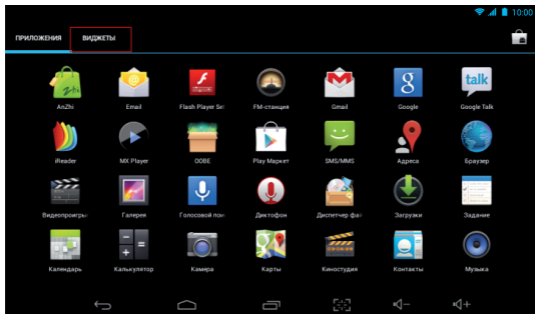 10:00
ПРИЛОЖЕНИЯ ВИДЖЕТЫ
AnZhi Email Flash Player Set FM-станция Gmail Google Google Talk
talk
g
iReader MX Player OOBE Play Маркет SMS/MMS Адреса Браузер
Видеопроигры Галерея Голосовой пои Диктофон Диспетчер фай Загрузки Задание
Календарь Калькулятор Камера Карты Киностудия Контакты Музыка